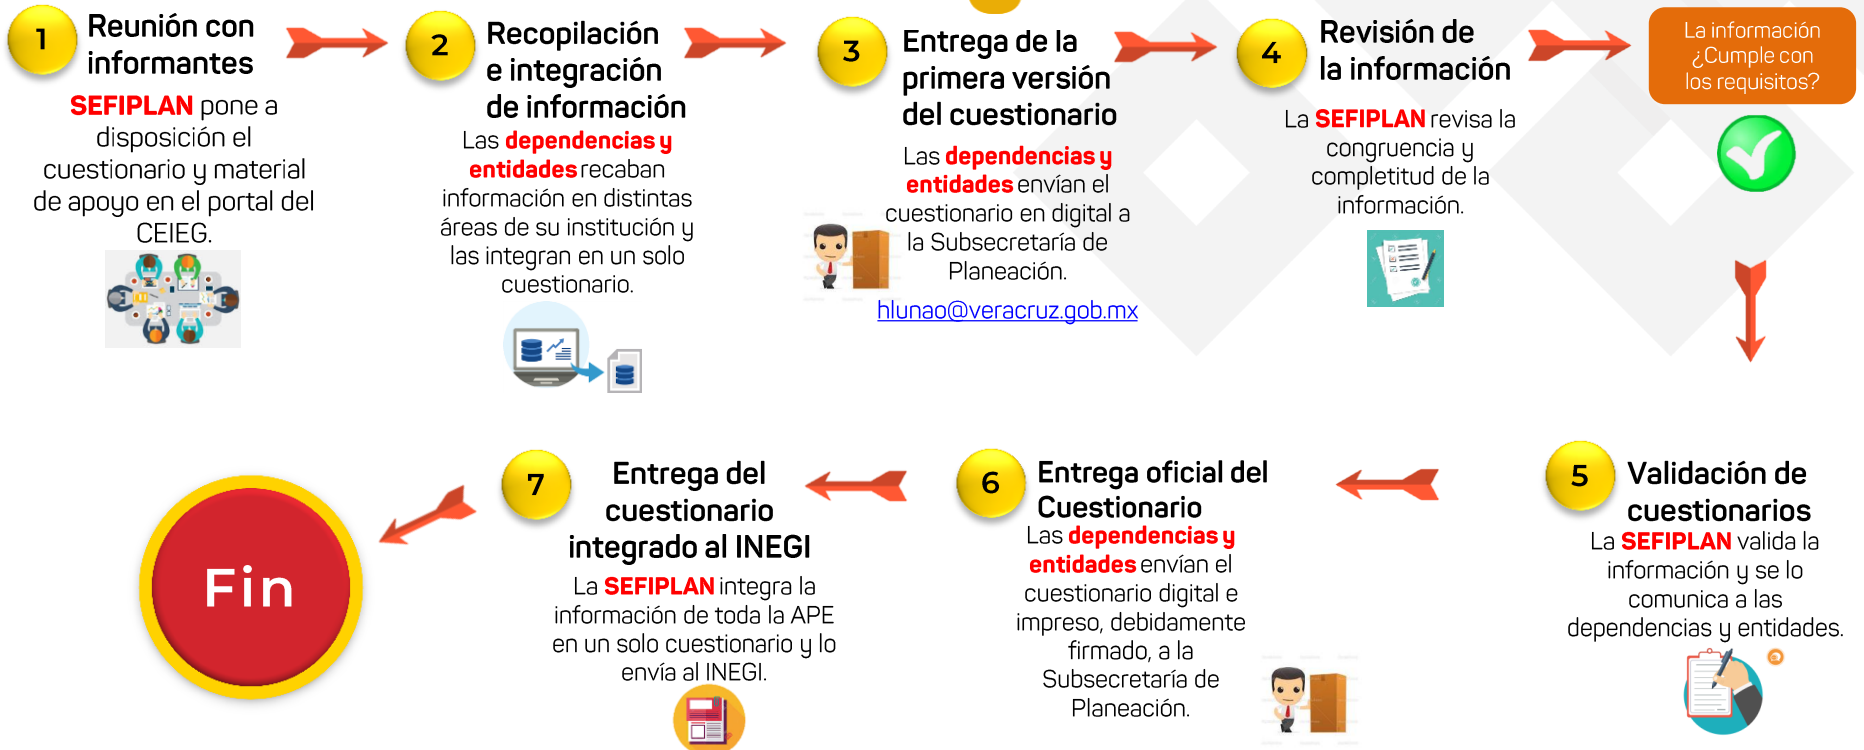 1
Reunión con
informantes
SEFIPLAN pone a
disposición el
cuestionario y material
de apoyo en el portal del
CEIEG.
2
Recopilación
e integración
de información
Las dependencias y
entidades recaban
información en distintas
áreas de su institución y
las integran en un solo
cuestionario.
3
Entrega de la
primera versión
del cuestionario
Las dependencias y
entidades envían el
cuestionario en digital a
la Subsecretaría de
Planeación.
hlunao@veracruz.gob.mx
4
Revisión de
la información
La SEFIPLAN revisa la
congruencia y
completitud de la
información.
La información
¿Cumple con
los requisitos?
5
Validación de
cuestionarios
La SEFIPLAN valida la
información y se lo
comunica a las
dependencias y entidades.
6
Entrega oficial del
Cuestionario
Las dependencias y
entidades envían el
cuestionario digital e
impreso, debidamente
firmado, a la
Subsecretaría de
Planeación.
7
Entrega del
cuestionario
integrado al INEGI
La SEFIPLAN integra la
información de toda la APE
en un solo cuestionario y lo
envía al INEGI.
Fin